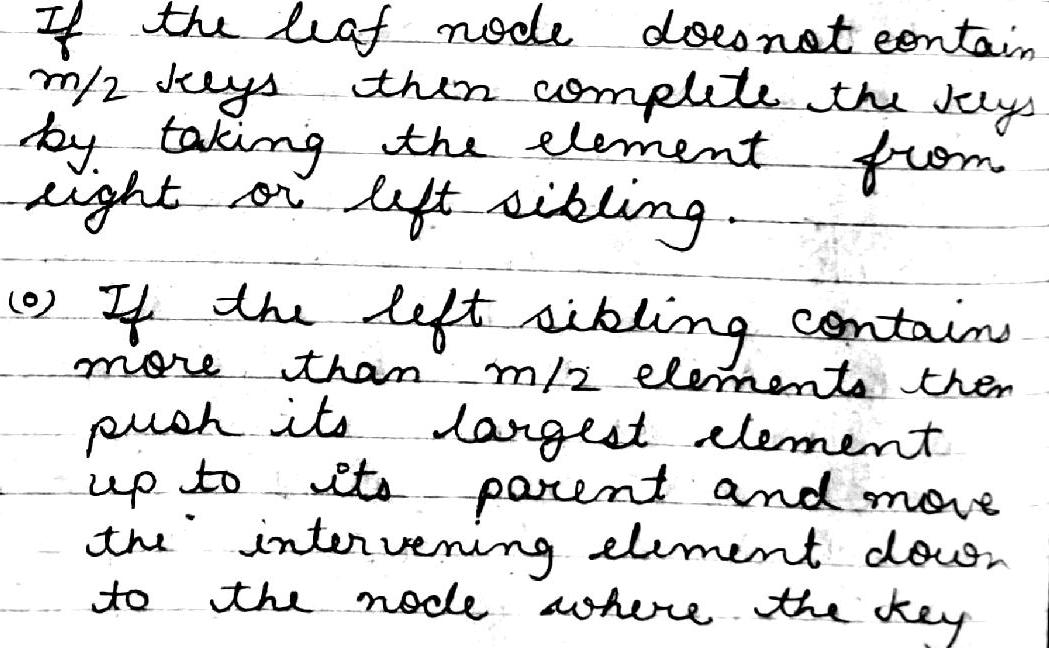 If the leaf node doesnot contain
m/2 keys then complete the keys
by taking the element from
right or left sibling.
(o) If the left sibling contains
more than m/2 elements then
push its largest element
up to its parent and move
the intervening element down
to the node where the key